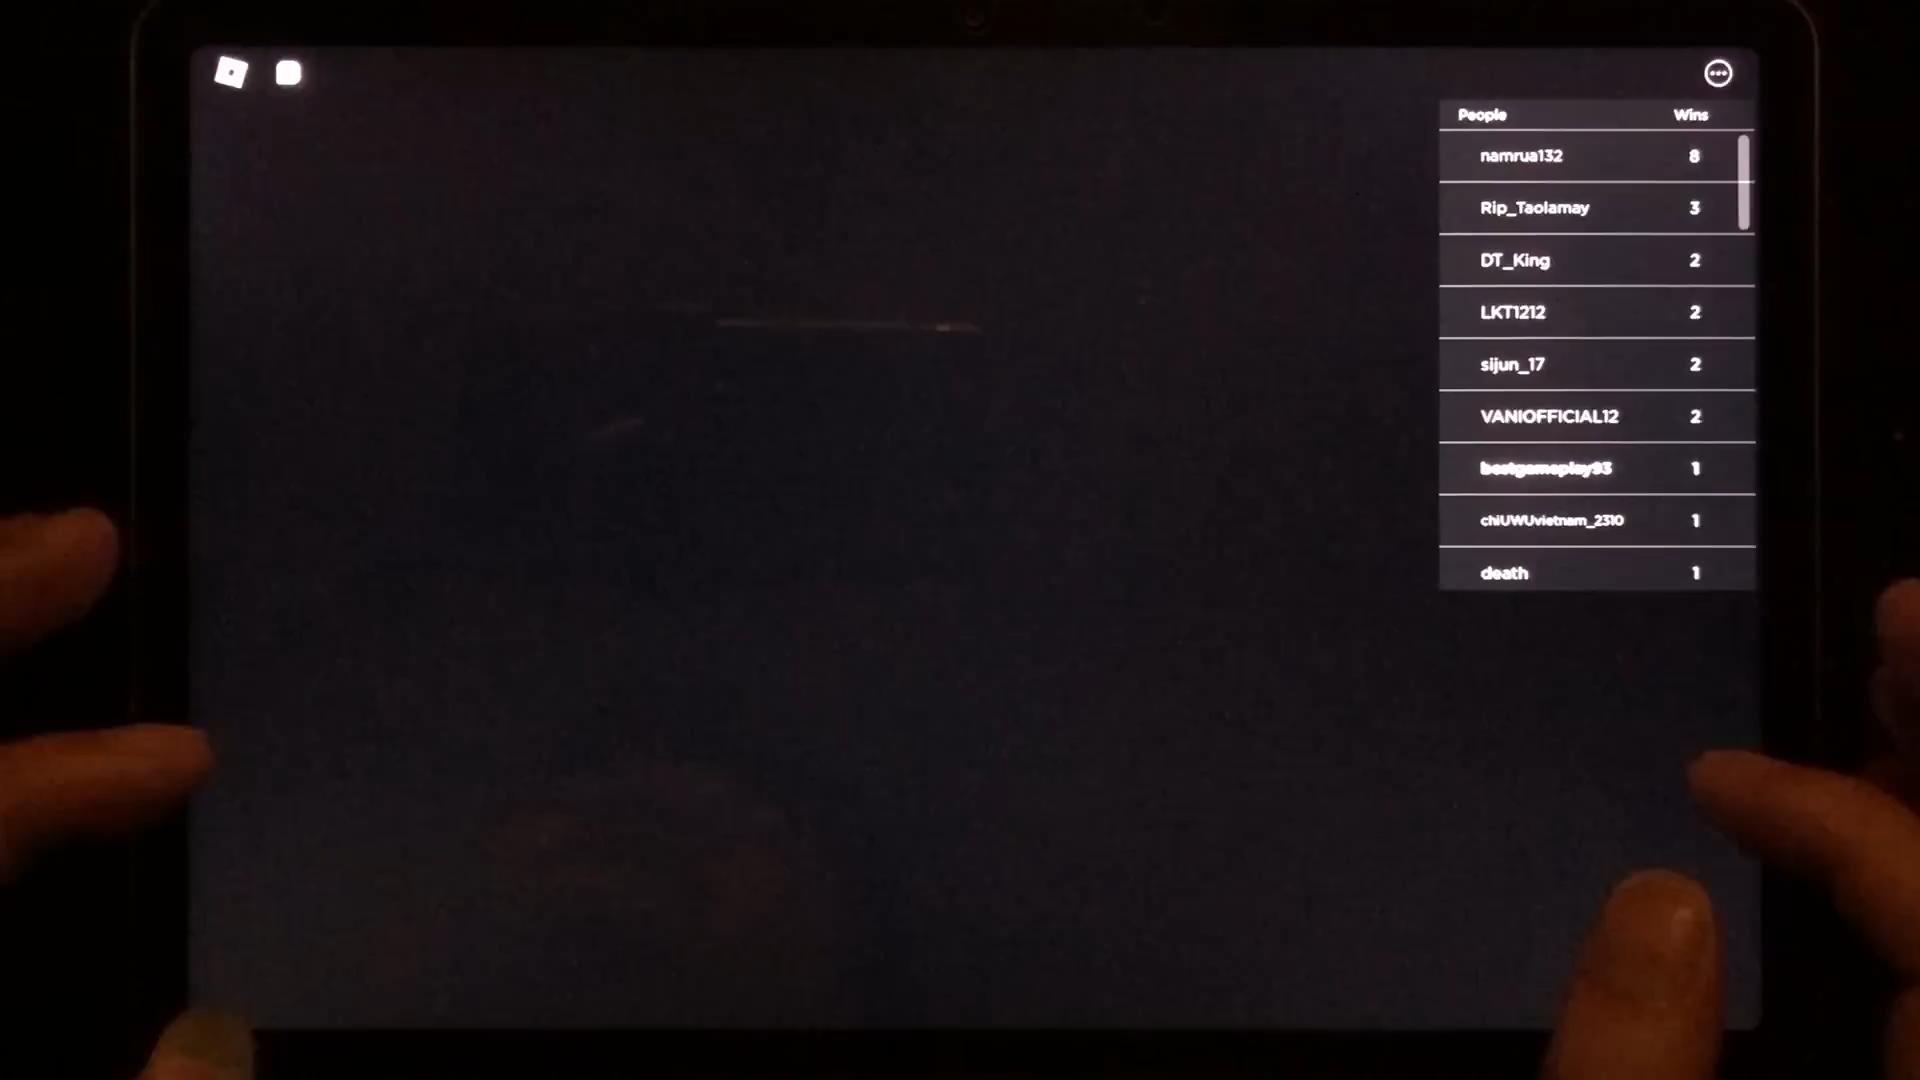 People Wins
namrua132 8
Rip_Taolamay 3
DT_King 2
LKT1212 2
sijun_17 2
VANIOFFICIAL12 2
bestgameplay93 1
chiUWUvietnam_2310 1
death 1